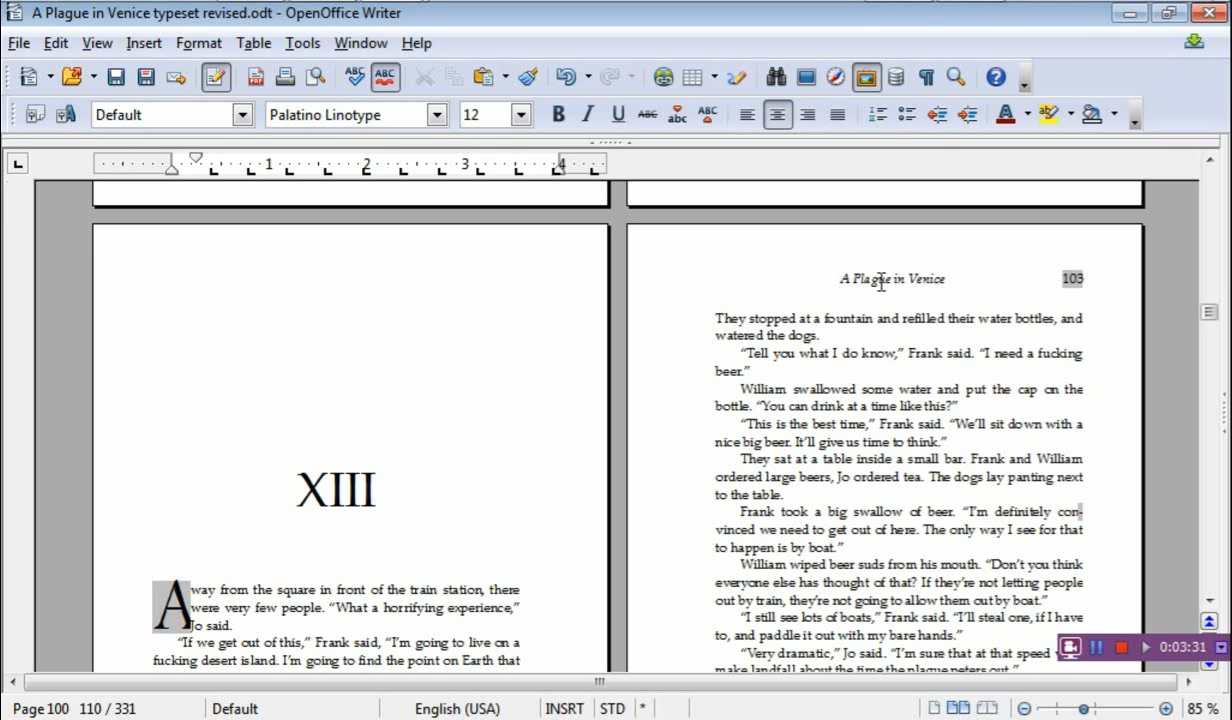 A Plague in Venice typeset revised.odt - OpenOffice Writer
File Edit View Insert Format Table Tools Window Help
Default Palatino Linotype 12
1 2 3 4
XIII
Away from the square in front of the train station, there
were very few people. “What a horrifying experience,”
Jo said.
“If we get out of this,” Frank said, “I’m going to live on a
fucking desert island. I’m going to find the point on Earth that
A Plague in Venice 103
They stopped at a fountain and refilled their water bottles, and
watered the dogs.
“Tell you what I do know,” Frank said. “I need a fucking
beer.”
William swallowed some water and put the cap on the
bottle. “You can drink at a time like this?”
“This is the best time,” Frank said. “We’ll sit down with a
nice big beer. It’ll give us time to think.”
They sat at a table inside a small bar. Frank and William
ordered large beers, Jo ordered tea. The dogs lay panting next
to the table.
Frank took a big swallow of beer. “I’m definitely con-
vinced we need to get out of here. The only way I see for that
to happen is by boat.”
William wiped beer suds from his mouth. “Don’t you think
everyone else has thought of that? If they’re not letting people
out by train, they’re not going to allow them out by boat.”
“I still see lots of boats,” Frank said. “I’ll steal one, if I have
to, and paddle it out with my bare hands.”
“Very dramatic,” Jo said. “I’m sure that at that speed
make landfall about the time the plague peters out.”
0:03:31
Page 100 110 / 331 Default English (USA) INSRT STD * 85 %